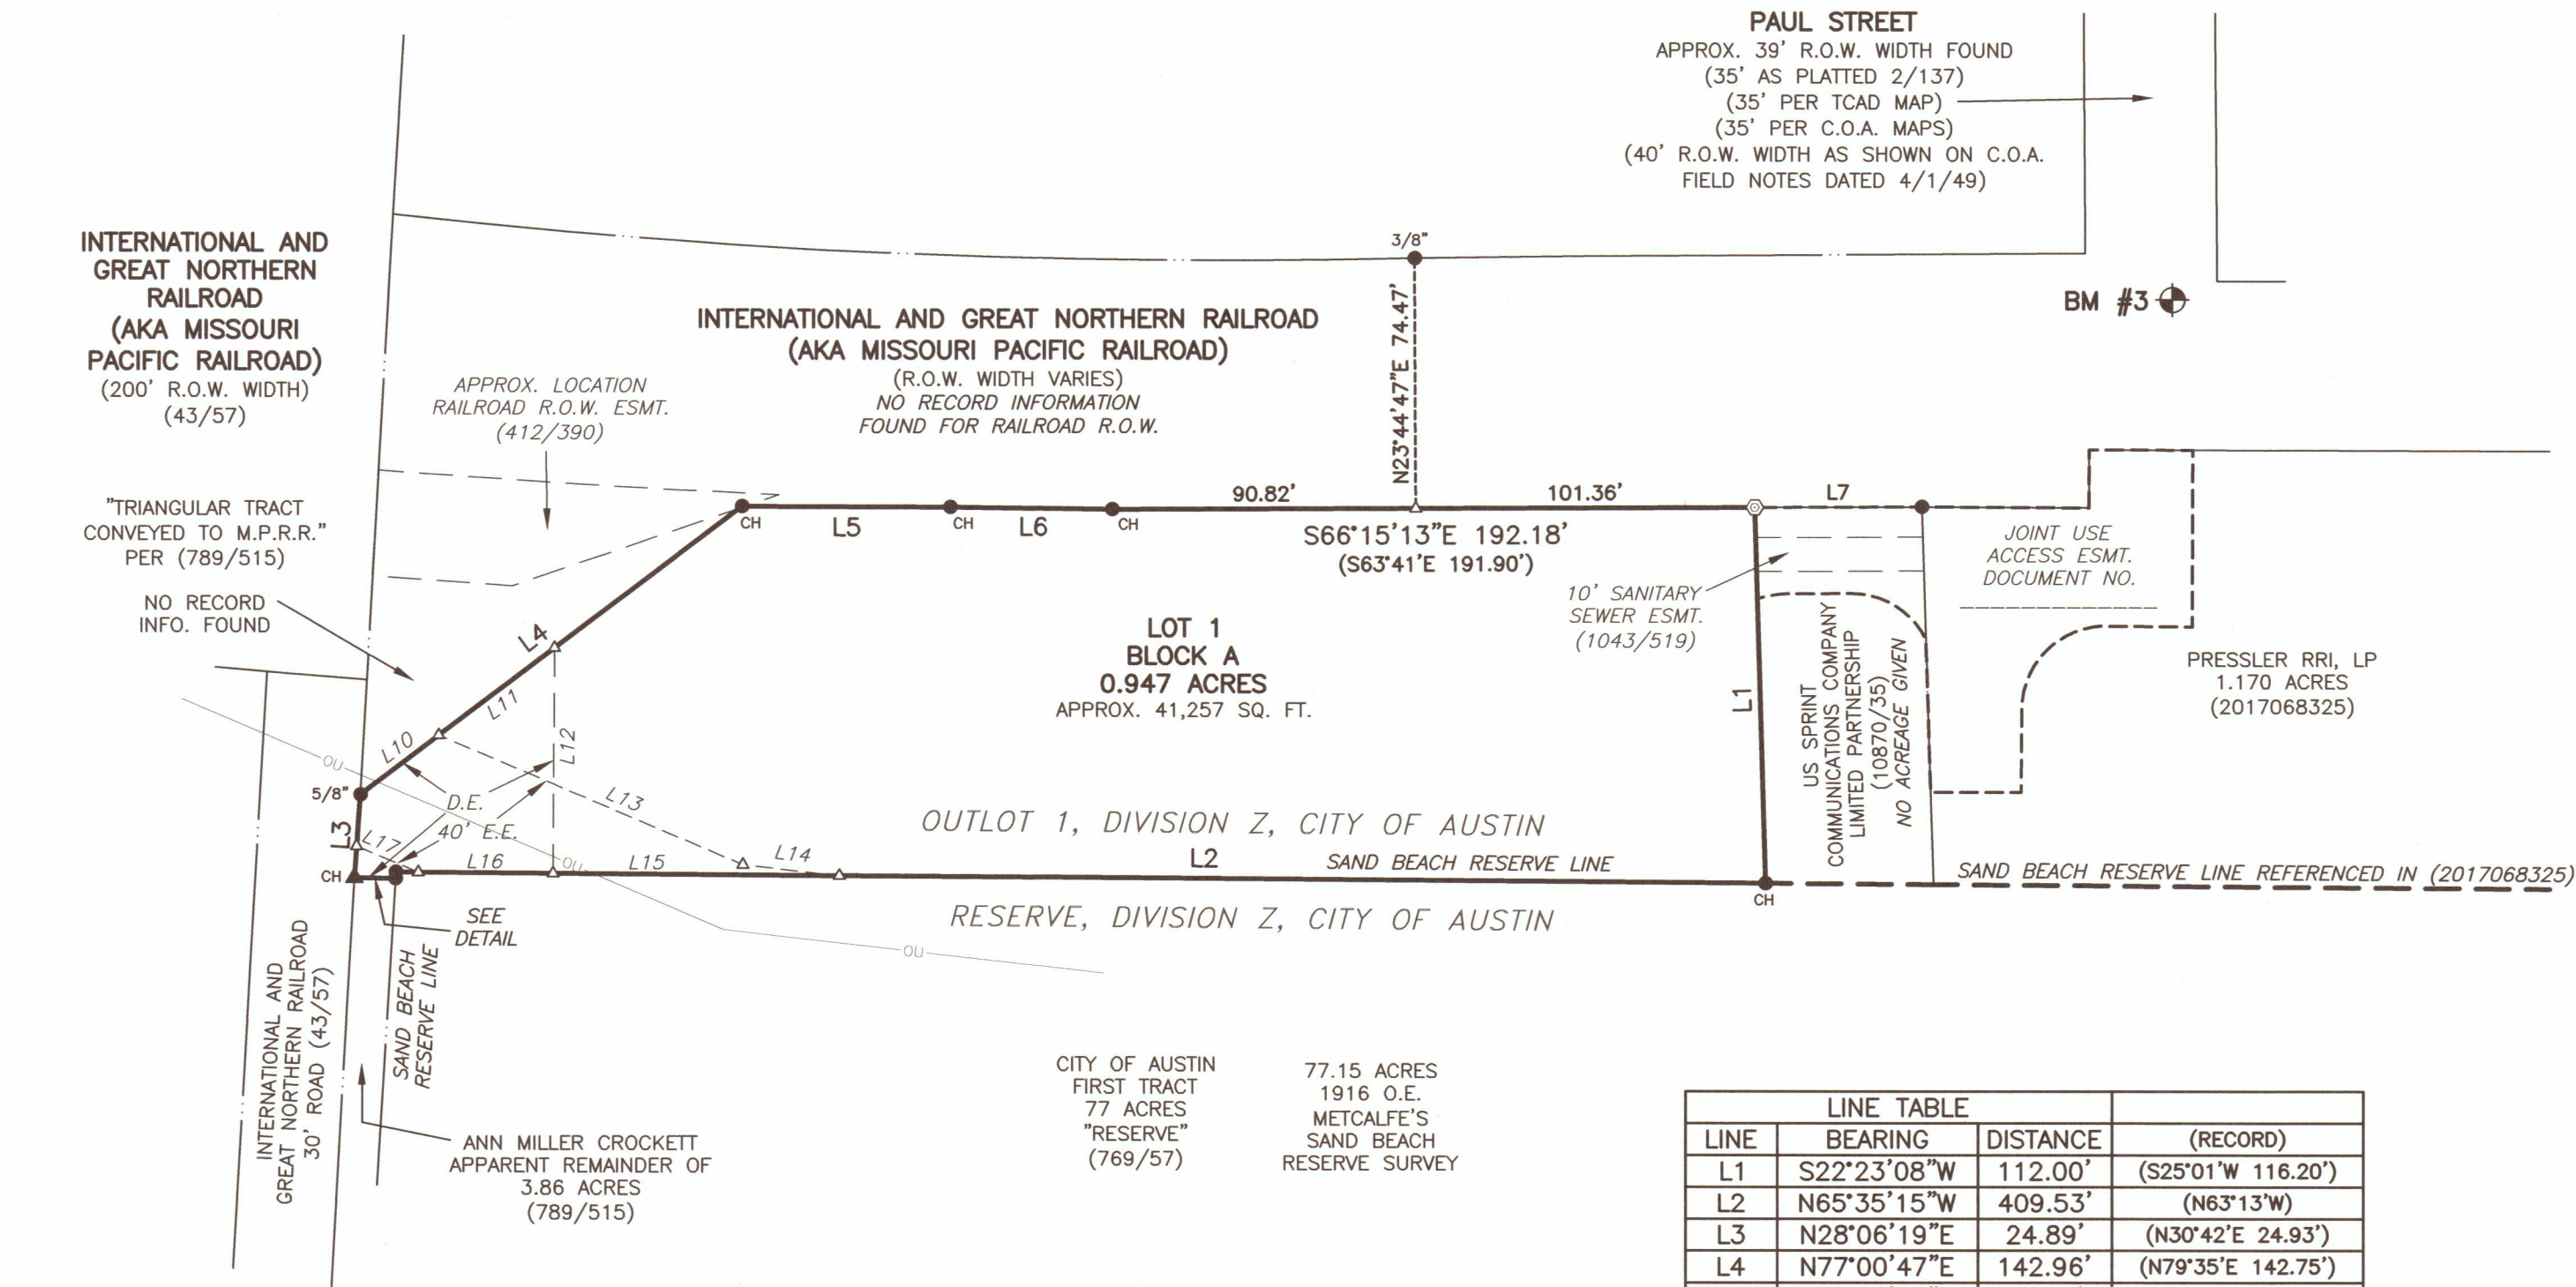 PAUL STREET
APPROX. 39' R.O.W. WIDTH FOUND
(35' AS PLATTED 2/137)
(35' PER TCAD MAP)
(35' PER C.O.A. MAPS)
(40' R.O.W. WIDTH AS SHOWN ON C.O.A.
FIELD NOTES DATED 4/1/49)
INTERNATIONAL AND
GREAT NORTHERN
RAILROAD
(AKA MISSOURI
PACIFIC RAILROAD)
(200' R.O.W. WIDTH)
(43/57)
3/8"
BM #3
N23°44'47"E 74.47'
INTERNATIONAL AND GREAT NORTHERN RAILROAD
(AKA MISSOURI PACIFIC RAILROAD)
(R.O.W. WIDTH VARIES)
NO RECORD INFORMATION
FOUND FOR RAILROAD R.O.W.
APPROX. LOCATION
RAILROAD R.O.W. ESMT.
(412/390)
"TRIANGULAR TRACT
CONVEYED TO M.P.R.R."
PER (789/515)
NO RECORD
INFO. FOUND
CH
L5
CH
L6
CH
90.82'
101.36'
L7
S66°15'13"E 192.18'
(S63°41'E 191.90')
JOINT USE
ACCESS ESMT.
DOCUMENT NO.
10' SANITARY
SEWER ESMT.
(1043/519)
LOT 1
BLOCK A
0.947 ACRES
APPROX. 41,257 SQ. FT.
L1
US SPRINT
COMMUNICATIONS COMPANY
LIMITED PARTNERSHIP
(10870/35)
NO ACREAGE GIVEN
PRESSLER RRI, LP
1.170 ACRES
(2017068325)
L4
L11
L10
L12
OU
5/8"
D.E.
L13
L3
40' E.E.
L17
L16
OU
L15
L14
OUTLOT 1, DIVISION Z, CITY OF AUSTIN
L2
SAND BEACH RESERVE LINE
SAND BEACH RESERVE LINE REFERENCED IN (2017068325)
CH
CH
RESERVE, DIVISION Z, CITY OF AUSTIN
OU
SEE
DETAIL
SAND BEACH
RESERVE LINE
INTERNATIONAL AND
GREAT NORTHERN RAILROAD
30' ROAD (43/57)
ANN MILLER CROCKETT
APPARENT REMAINDER OF
3.86 ACRES
(789/515)
CITY OF AUSTIN
FIRST TRACT
77 ACRES
"RESERVE"
(769/57)
77.15 ACRES
1916 O.E.
METCALFE'S
SAND BEACH
RESERVE SURVEY
LINE TABLE
LINE BEARING DISTANCE (RECORD)
L1 S22°23'08"W 112.00' (S25°01'W 116.20')
L2 N65°35'15"W 409.53' (N63°13'W)
L3 N28°06'19"E 24.89' (N30°42'E 24.93')
L4 N77°00'47"E 142.96' (N79°35'E 142.75')